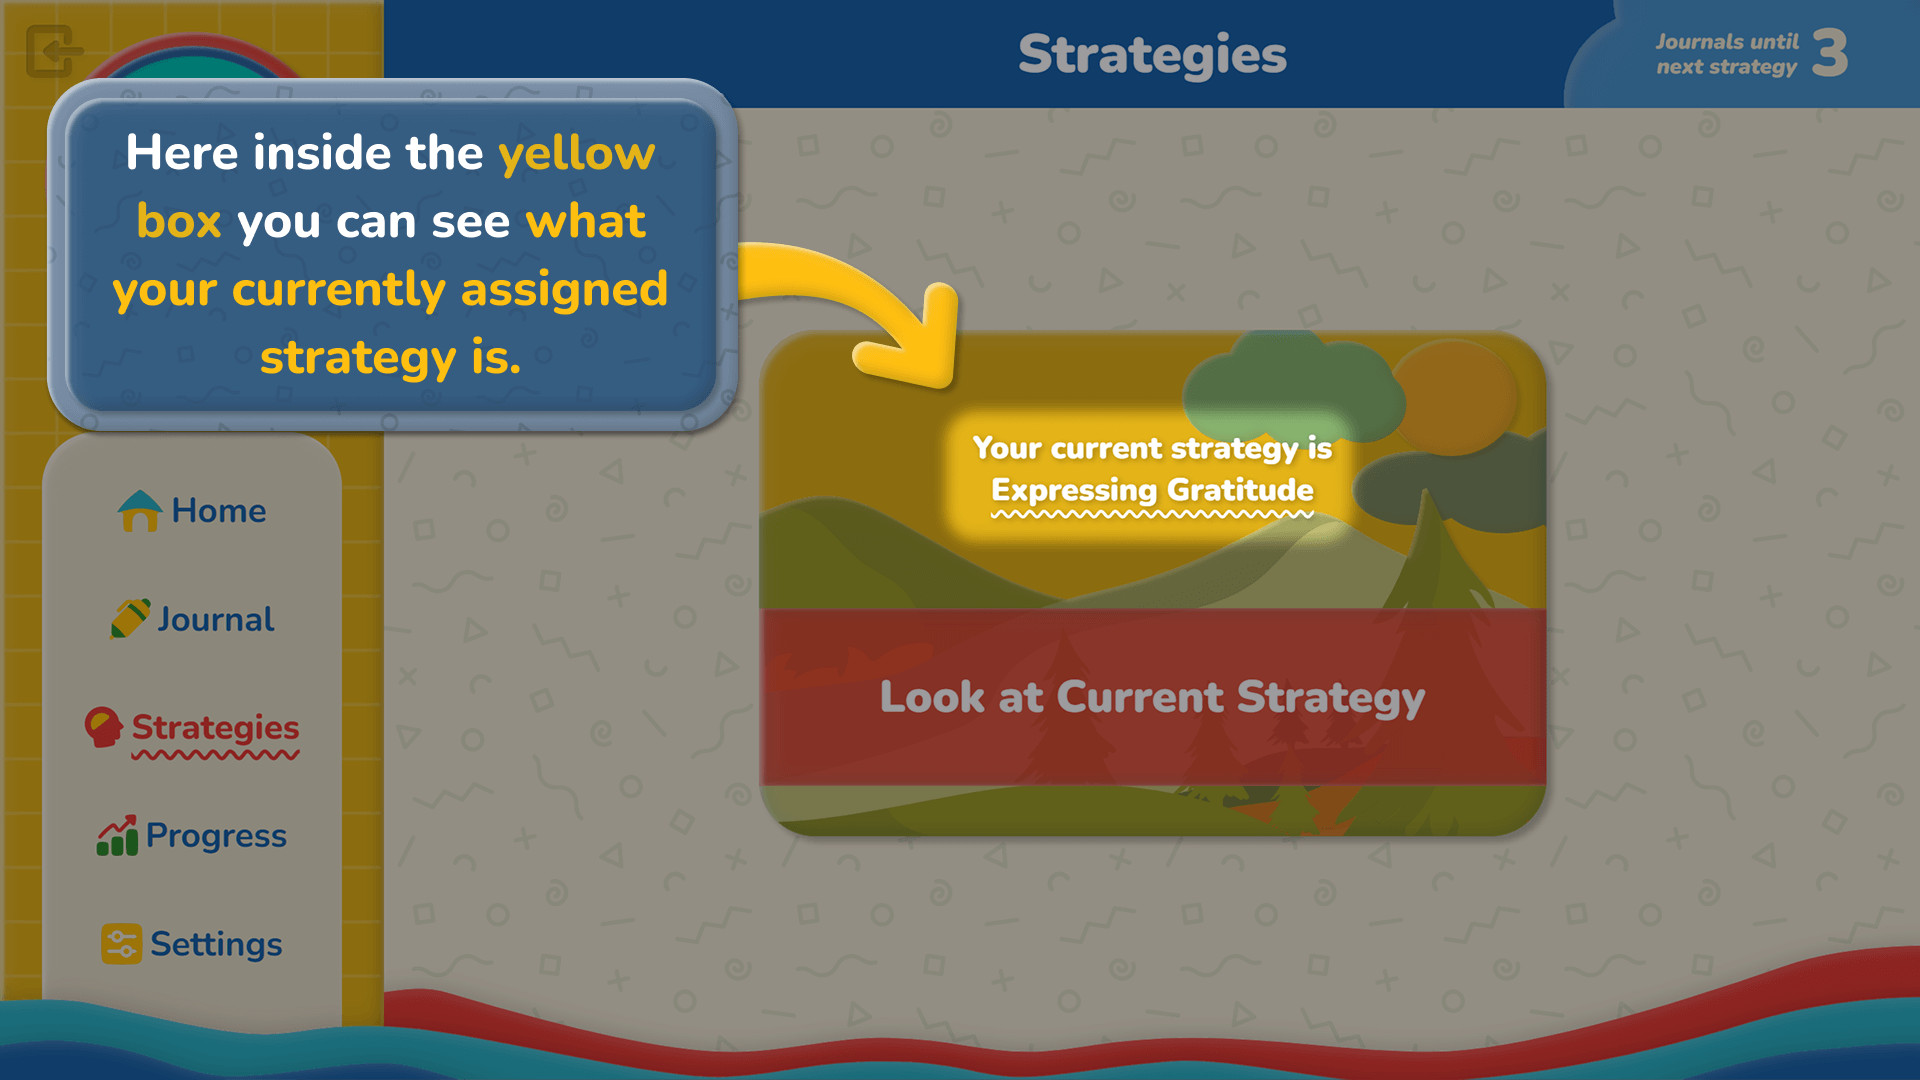 Strategies
Journals until
next strategy
3
Here inside the yellow
box you can see what
your currently assigned
strategy is.
Your current strategy is
Expressing Gratitude
Look at Current Strategy
Home
Journal
Strategies
Progress
Settings